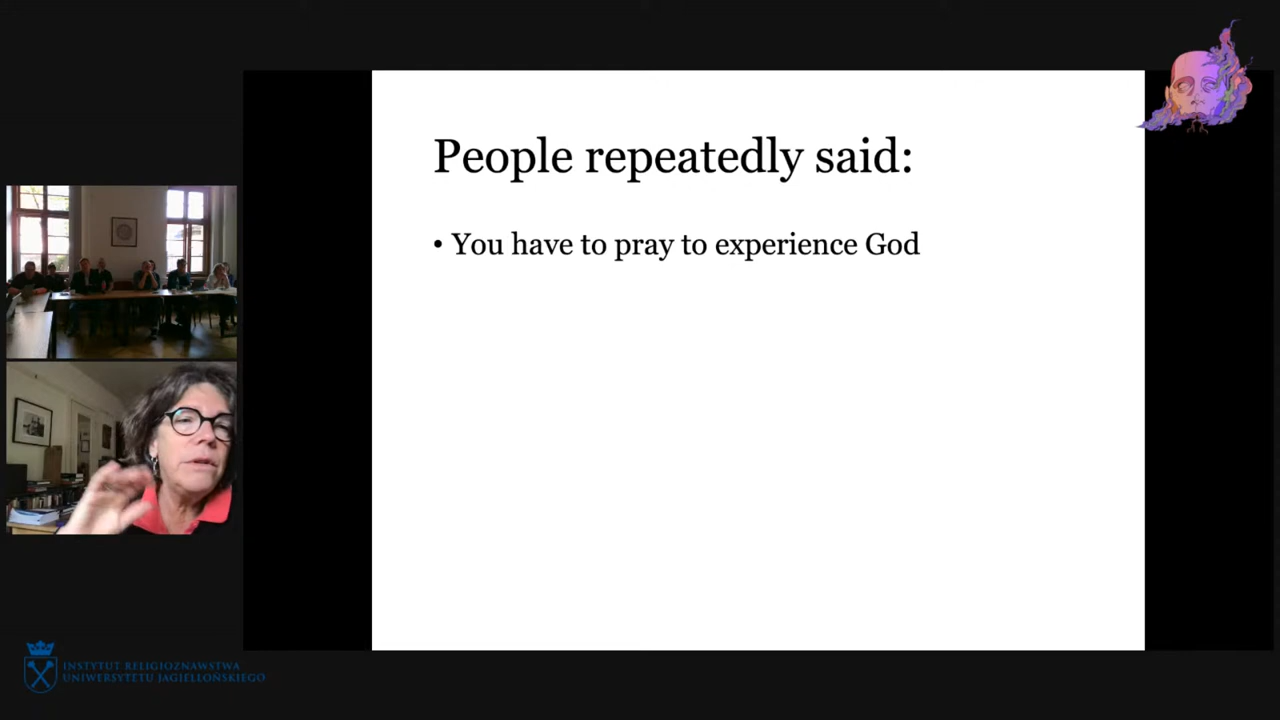 People repeatedly said:
• You have to pray to experience God
INSTYTUT RELIGIOZNAWSTWA
UNIWERSYTETU JAGIELLOŃSKIEGO